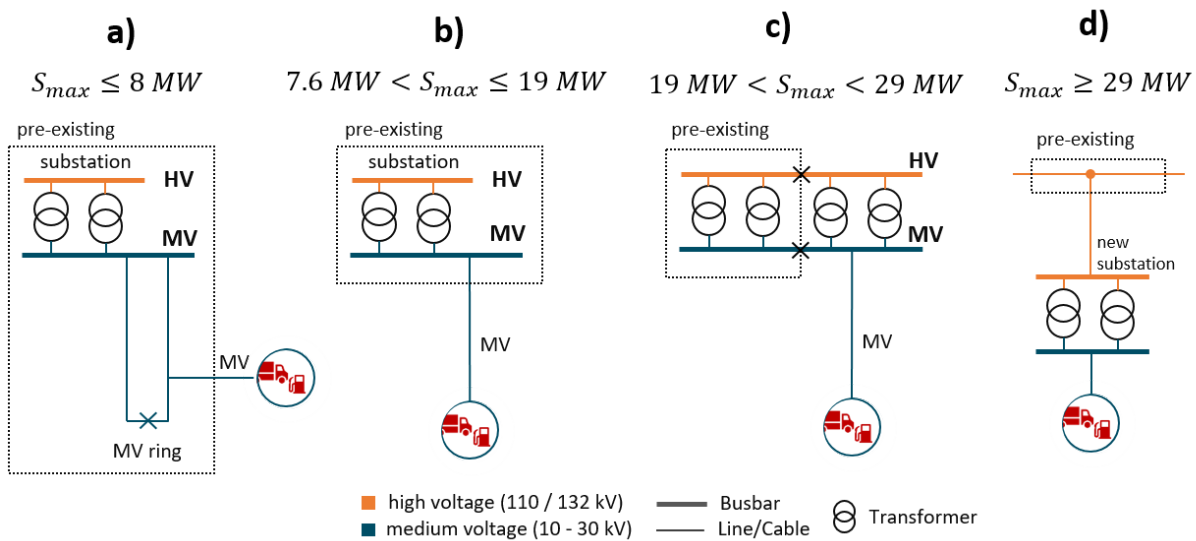 a)
S_max ≤ 8 MW
pre-existing
substation
HV
MV
MV
MV ring
b)
7.6 MW < S_max ≤ 19 MW
pre-existing
substation
HV
MV
MV
c)
19 MW < S_max < 29 MW
pre-existing
HV
MV
MV
d)
S_max ≥ 29 MW
pre-existing
new
substation
high voltage (110 / 132 kV)
medium voltage (10 - 30 kV)
Busbar
Line/Cable
Transformer